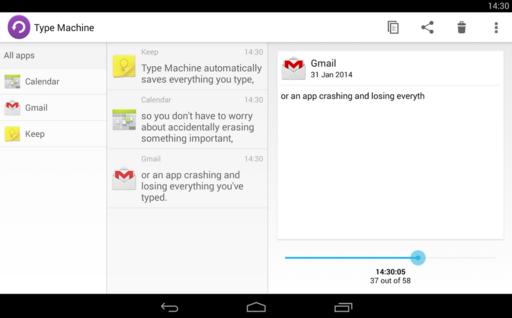 14:30
Type Machine
All apps
Calendar
Gmail
Keep
Keep 14:30
Type Machine automatically
saves everything you type,
Calendar 14:30
so you don't have to worry
about accidentally erasing
something important,
Gmail 14:30
or an app crashing and
losing everything you've
typed.
Gmail
31 Jan 2014
or an app crashing and losing everyth
14:30:05
37 out of 58